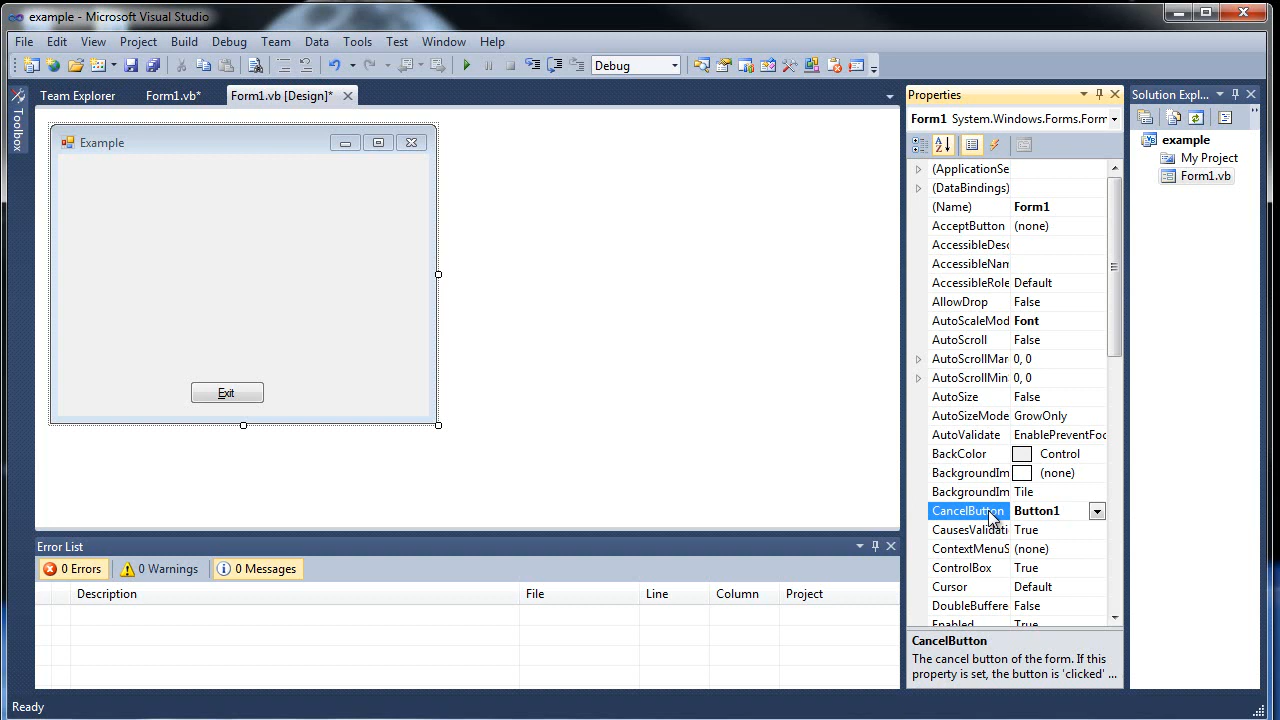 example - Microsoft Visual Studio
File Edit View Project Build Debug Team Data Tools Test Window Help
Debug
Toolbox
Team Explorer Form1.vb* Form1.vb [Design]*
Example
Exit
Error List
0 Errors 0 Warnings 0 Messages
Description File Line Column Project
Properties
Form1 System.Windows.Forms.Form
(ApplicationSe
(DataBindings)
(Name) Form1
AcceptButton (none)
AccessibleDesc
AccessibleNam
AccessibleRole Default
AllowDrop False
AutoScaleMod Font
AutoScroll False
AutoScrollMar 0, 0
AutoScrollMin 0, 0
AutoSize False
AutoSizeMode GrowOnly
AutoValidate EnablePreventFoc
BackColor Control
BackgroundIm (none)
BackgroundIm Tile
CancelButton Button1
CausesValidati True
ContextMenuS (none)
ControlBox True
Cursor Default
DoubleBuffere False
Enabled True
CancelButton
The cancel button of the form. If this
property is set, the button is 'clicked' ...
Solution Expl...
example
My Project
Form1.vb
Ready